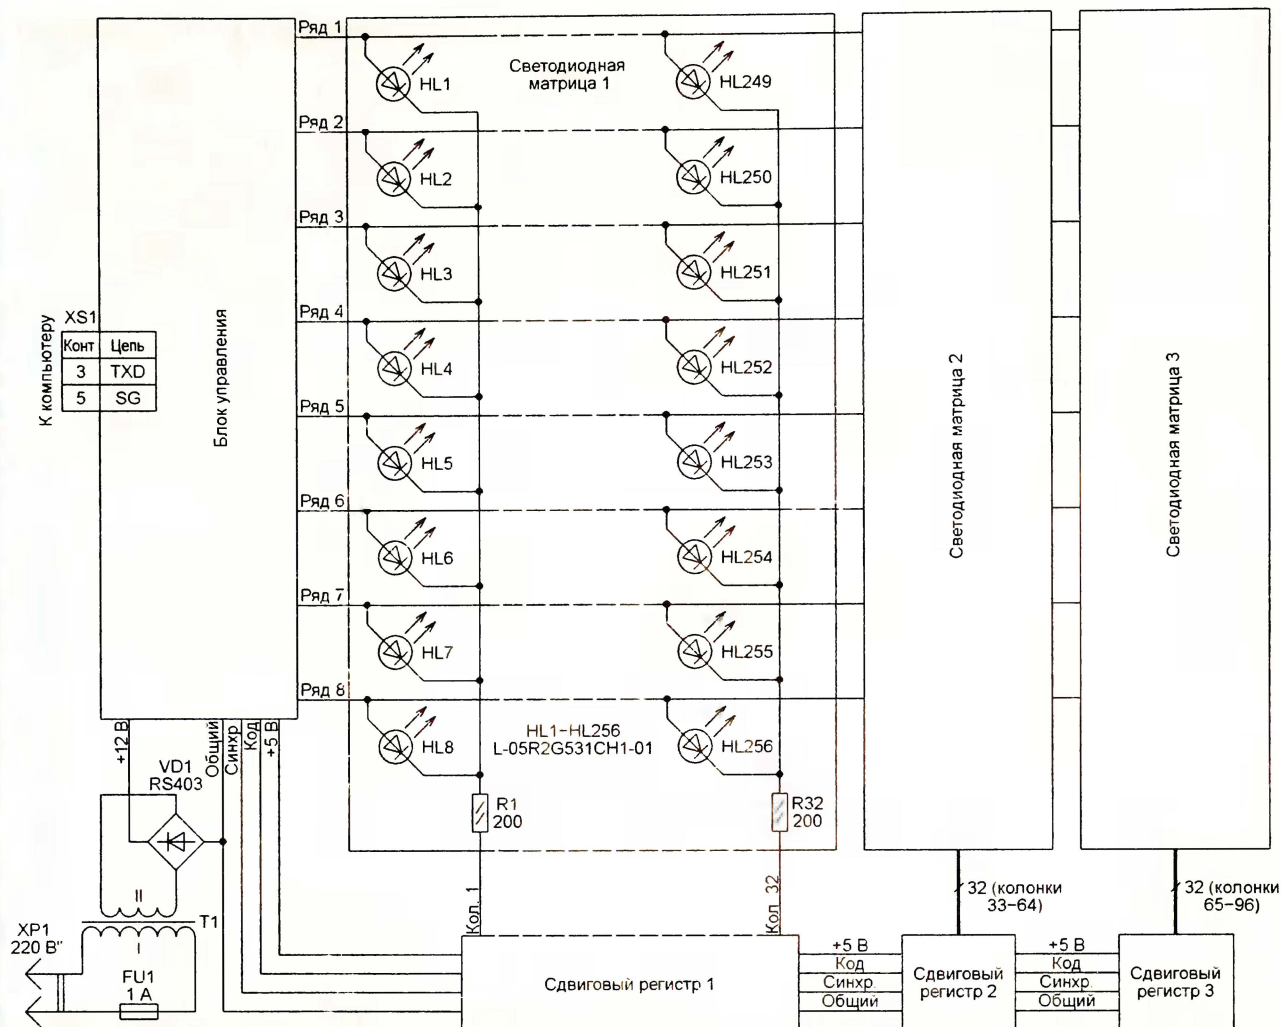 Ряд 1
Светодиодная
матрица 1
HL1
HL249
Ряд 2
HL2
HL250
Ряд 3
HL3
HL251
Ряд 4
HL4
HL252
Ряд 5
HL5
HL253
Ряд 6
HL6
HL254
Ряд 7
HL7
HL255
Ряд 8
HL8
HL256
HL1-HL256
L-05R2G531CH1-01
К компьютеру
XS1
Конт Цепь
3 TXD
5 SG
Блок управления
Светодиодная матрица 2
Светодиодная матрица 3
+12 В
Общий
Синхр
Код
+5 В
VD1
RS403
R1
200
R32
200
Кол. 1
Кол. 32
32 (колонки
33-64)
32 (колонки
65-96)
II
T1
I
XP1
220 В"
FU1
1 А
Сдвиговый регистр 1
+5 В
Код
Синхр.
Общий
Сдвиговый
регистр 2
+5 В
Код
Синхр.
Общий
Сдвиговый
регистр 3